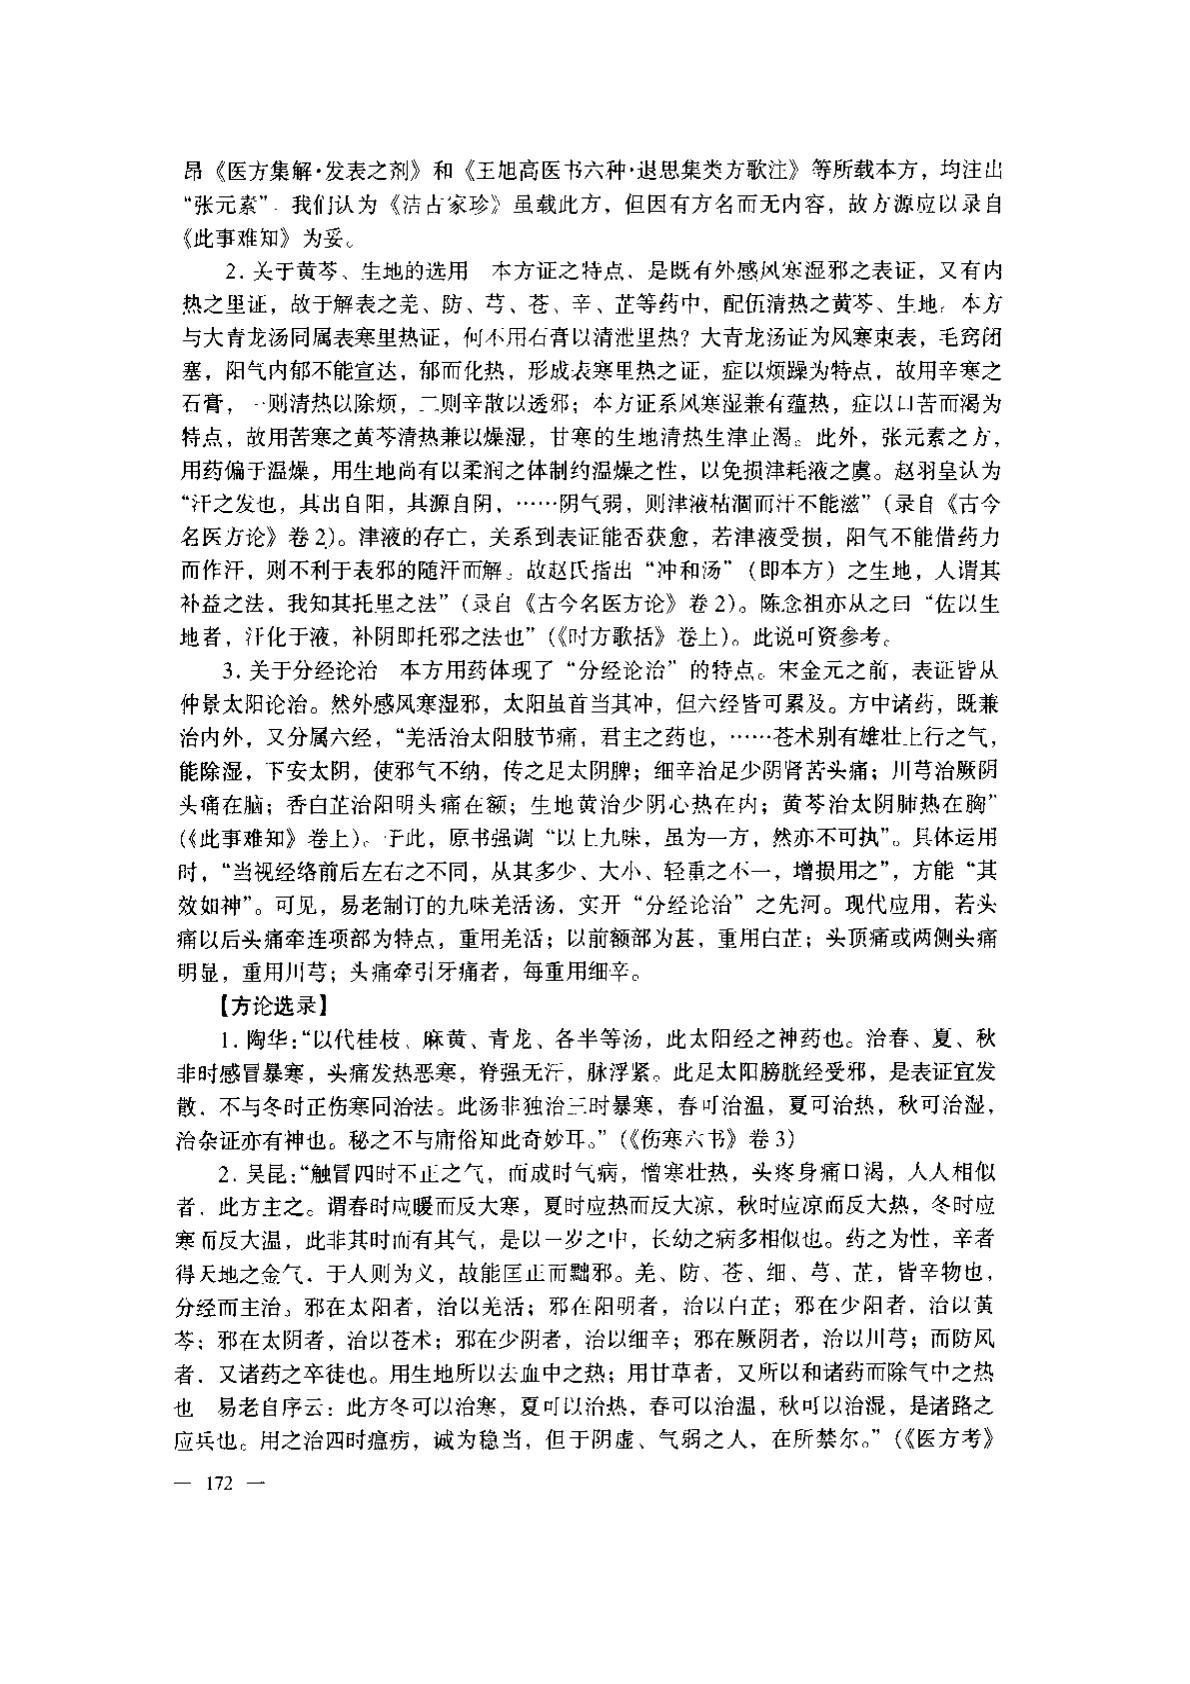 昂《医方集解·发表之剂》和《王旭高医书六种·退思集类方歌注》等所载本方，均注出
“张元素”．我们认为《洁古家珍》虽载此方，但因有方名而无内容，故方源应以录自
《此事难知》为妥。
2. 关于黄芩、生地的选用　本方证之特点，是既有外感风寒湿邪之表证，又有内
热之里证，故于解表之羌、防、芎、苍、辛、芷等药中，配伍清热之黄芩、生地。本方
与大青龙汤同属表寒里热证，何不用石膏以清泄里热？大青龙汤证为风寒束表，毛窍闭
塞，阳气内郁不能宣达，郁而化热，形成表寒里热之证，症以烦躁为特点，故用辛寒之
石膏，一则清热以除烦，二则辛散以透邪；本方证系风寒湿兼有蕴热，症以口苦而渴为
特点，故用苦寒之黄芩清热兼以燥湿，甘寒的生地清热生津止渴。此外，张元素之方，
用药偏于温燥，用生地尚有以柔润之体制约温燥之性，以免损津耗液之虞。赵羽皇认为
“汗之发也，其出自阳，其源自阴，……阴气弱，则津液枯涸而汗不能滋”（录自《古今
名医方论》卷 2）。津液的存亡，关系到表证能否获愈，若津液受损，阳气不能借药力
而作汗，则不利于表邪的随汗而解。故赵氏指出“冲和汤”（即本方）之生地，人谓其
补益之法，我知其托里之法”（录自《古今名医方论》卷 2）。陈念祖亦从之曰“佐以生
地者，汗化于液，补阴即托邪之法也”（《时方歌括》卷上）。此说可资参考。
3. 关于分经论治　本方用药体现了“分经论治”的特点。宋金元之前，表证皆从
仲景太阳论治。然外感风寒湿邪，太阳虽首当其冲，但六经皆可累及。方中诸药，既兼
治内外，又分属六经，“羌活治太阳肢节痛，君主之药也，……苍术别有雄壮上行之气，
能除湿，下安太阴，使邪气不纳，传之足太阴脾；细辛治足少阴肾苦头痛；川芎治厥阴
头痛在脑；香白芷治阳明头痛在额；生地黄治少阴心热在内；黄芩治太阴肺热在胸”
（《此事难知》卷上）。于此，原书强调“以上九味，虽为一方，然亦不可执”。具体运用
时，“当视经络前后左右之不同，从其多少、大小、轻重之不一，增损用之”，方能“其
效如神”。可见，易老制订的九味羌活汤，实开“分经论治”之先河。现代应用，若头
痛以后头痛牵连项部为特点，重用羌活；以前额部为甚，重用白芷；头顶痛或两侧头痛
明显，重用川芎；头痛牵引牙痛者，每重用细辛。
【方论选录】
1. 陶华：“以代桂枝、麻黄、青龙、各半等汤，此太阳经之神药也。治春、夏、秋
非时感冒暴寒，头痛发热恶寒，脊强无汗，脉浮紧。此足太阳膀胱经受邪，是表证宜发
散，不与冬时正伤寒同治法。此汤非独治三时暴寒，春可治温，夏可治热，秋可治湿，
治杂证亦有神也。秘之不与庸俗知此奇妙耳。”（《伤寒六书》卷 3）
2. 吴昆：“触冒四时不正之气，而成时气病，憎寒壮热，头疼身痛口渴，人人相似
者，此方主之。谓春时应暖而反大寒，夏时应热而反大凉，秋时应凉而反大热，冬时应
寒而反大温，此非其时而有其气，是以一岁之中，长幼之病多相似也。药之为性，辛者
得天地之金气，于人则为义，故能匡正而黜邪。羌、防、苍、细、芎、芷，皆辛物也，
分经而主治。邪在太阳者，治以羌活；邪在阳明者，治以白芷；邪在少阳者，治以黄
芩；邪在太阴者，治以苍术；邪在少阴者，治以细辛；邪在厥阴者，治以川芎；而防风
者，又诸药之卒徒也。用生地所以去血中之热；用甘草者，又所以和诸药而除气中之热
也　易老自序云：此方冬可以治寒，夏可以治热，春可以治温，秋可以治湿，是诸路之
应兵也。用之治四时瘟疠，诚为稳当，但于阴虚、气弱之人，在所禁尔。”（《医方考》
— 172 —